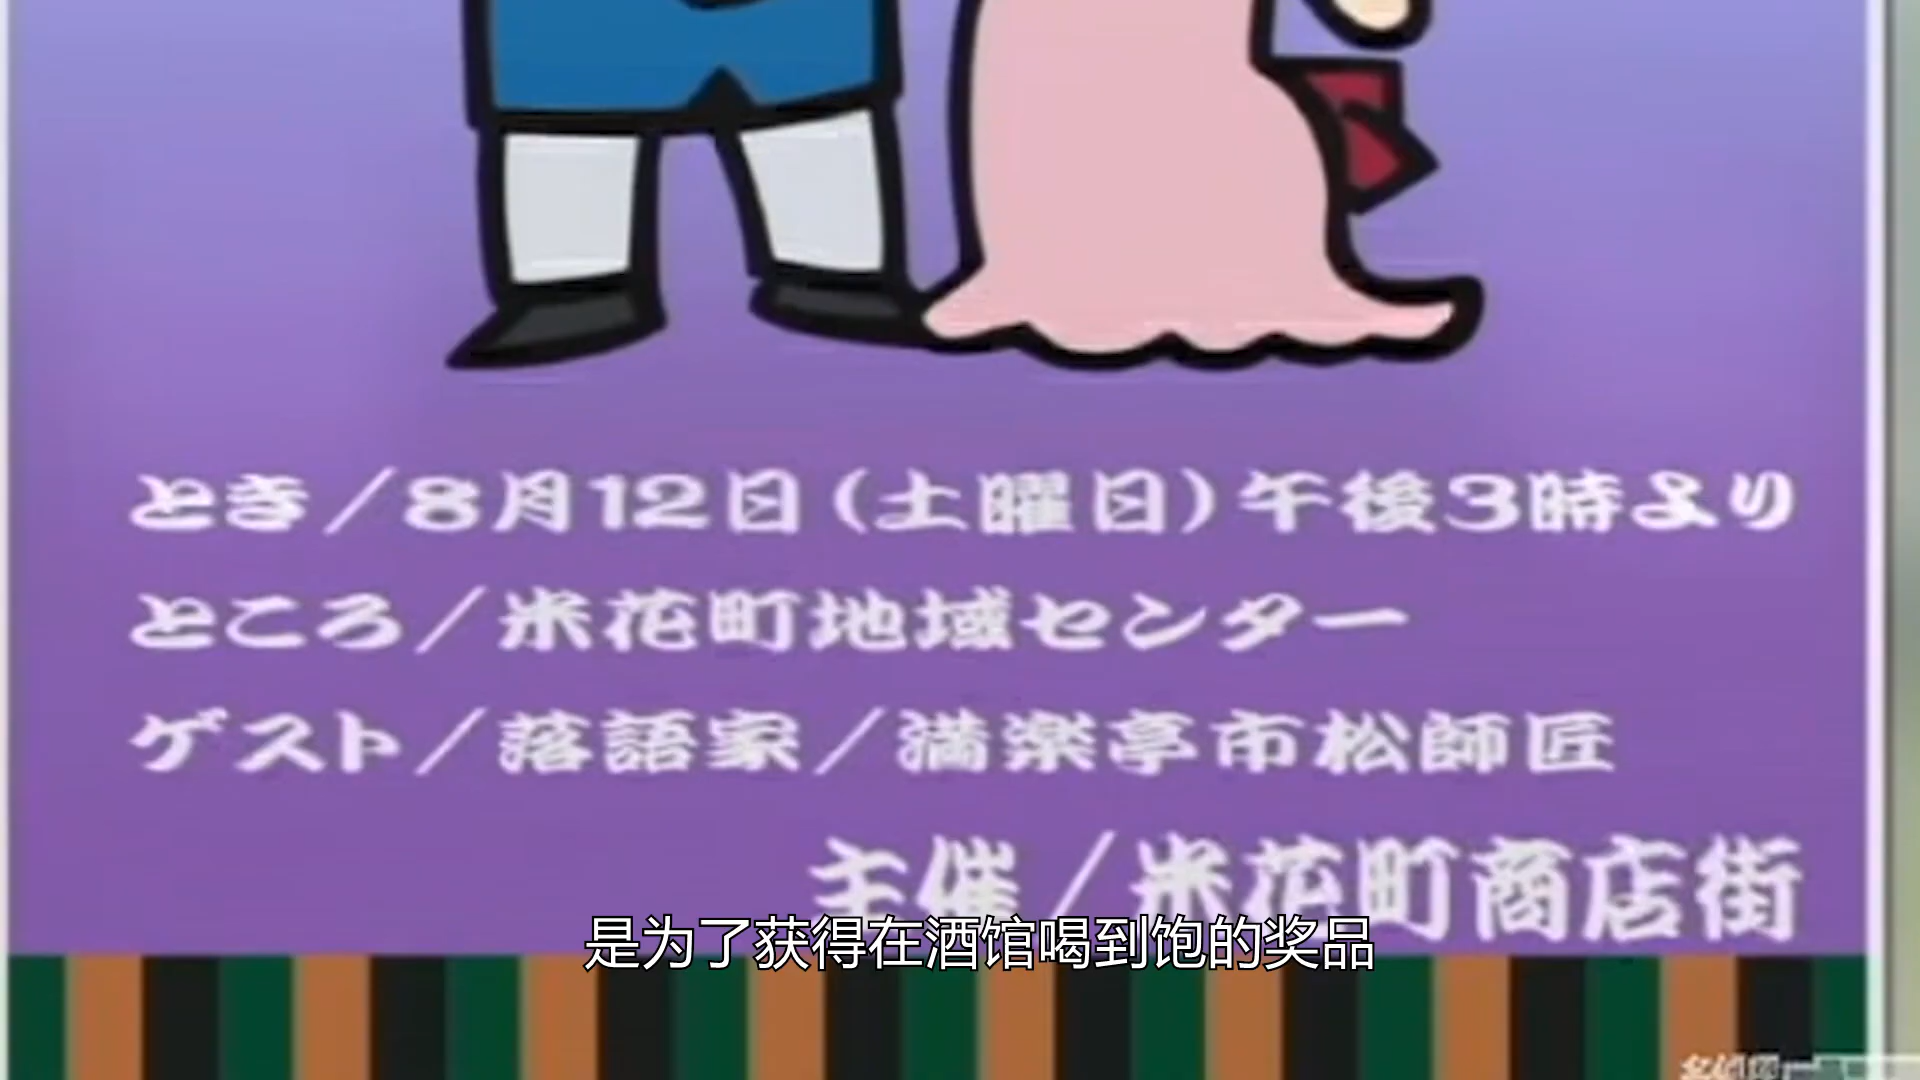 とき／8月12日（土曜日）午後3時より
ところ／米花町地域センター
ゲスト／落語家／満楽亭市松師匠
主催／米花町商店街
是为了获得在酒馆喝到饱的奖品